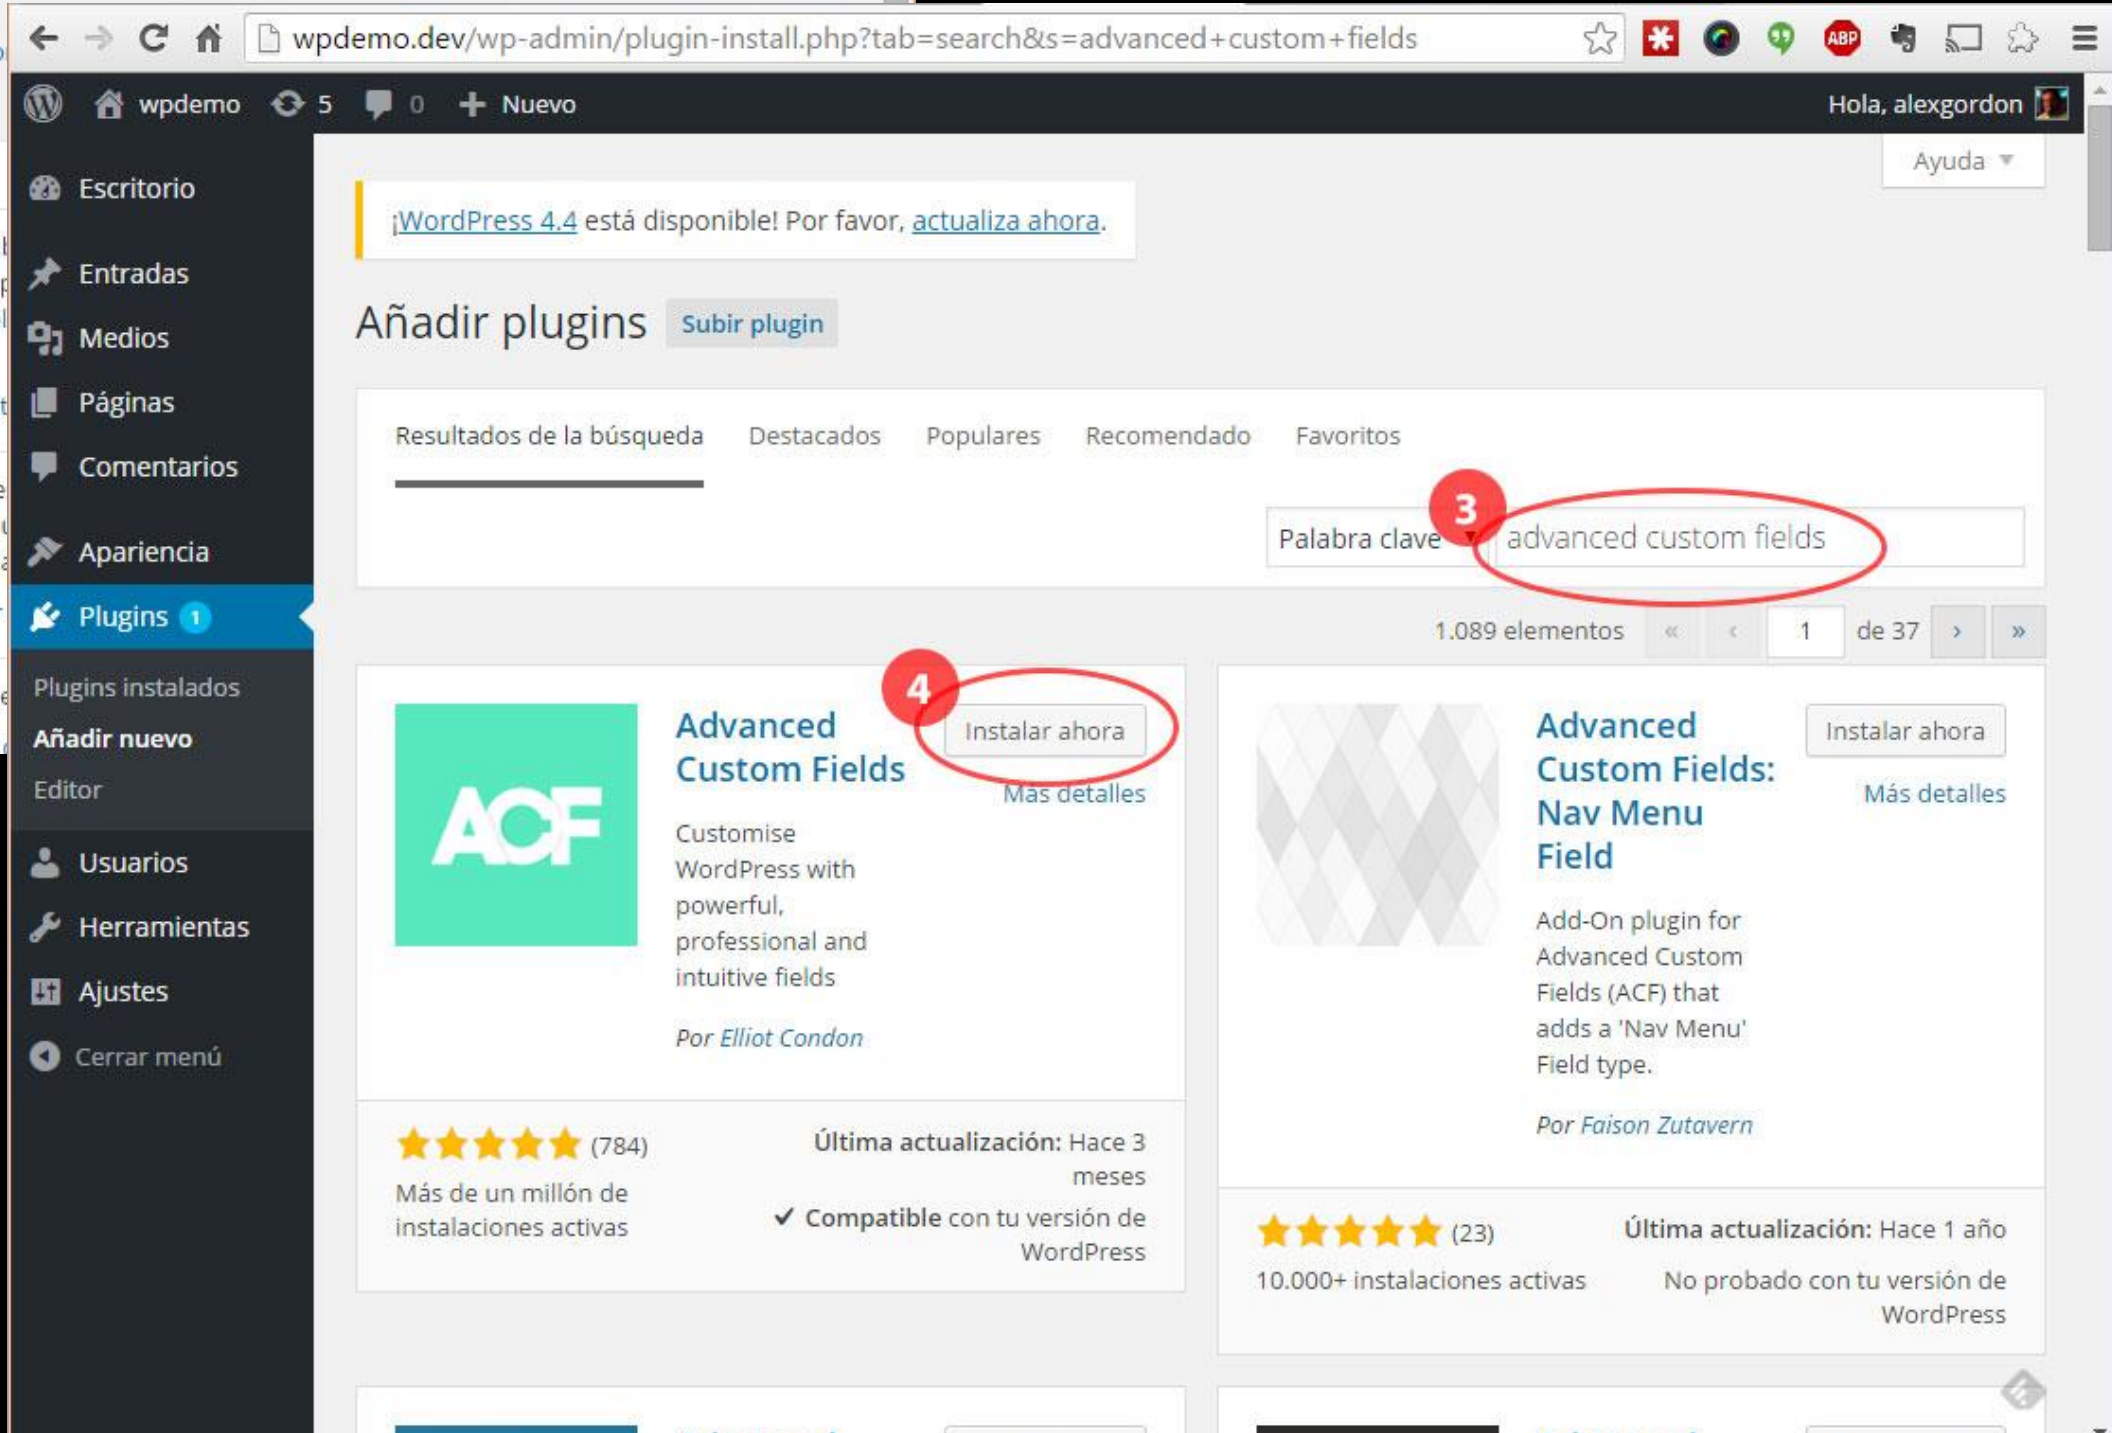 wpdemo.dev/wp-admin/plugin-install.php?tab=search&s=advanced+custom+fields
ABP
wpdemo 5 0 + Nuevo
Hola, alexgordon
Ayuda
Escritorio
Entradas
Medios
Páginas
Comentarios
Apariencia
Plugins 1
Plugins instalados
Añadir nuevo
Editor
Usuarios
Herramientas
Ajustes
Cerrar menú
¡WordPress 4.4 está disponible! Por favor, actualiza ahora.
Añadir plugins Subir plugin
Resultados de la búsqueda Destacados Populares Recomendado Favoritos
3
Palabra clave advanced custom fields
1.089 elementos « ‹ 1 de 37 › »
4
Advanced
Custom Fields
Instalar ahora
Más detalles
ACF
Customise
WordPress with
powerful,
professional and
intuitive fields
Por Elliot Condon
(784)
Más de un millón de
instalaciones activas
Última actualización: Hace 3
meses
✓ Compatible con tu versión de
WordPress
Advanced
Custom Fields:
Nav Menu
Field
Instalar ahora
Más detalles
Add-On plugin for
Advanced Custom
Fields (ACF) that
adds a 'Nav Menu'
Field type.
Por Faison Zutavern
(23)
10.000+ instalaciones activas
Última actualización: Hace 1 año
No probado con tu versión de
WordPress